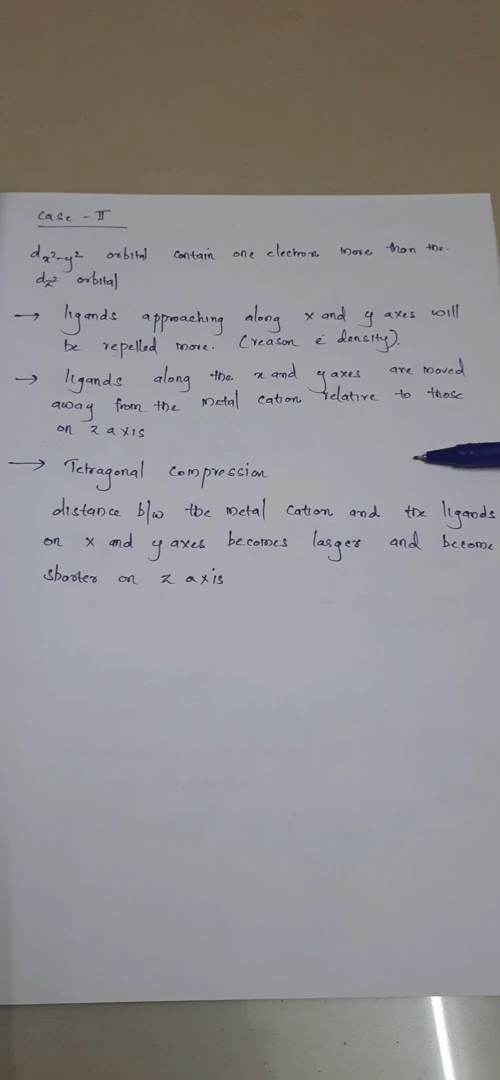 Case - II
dx²-y² orbital contain one electron more than the.
dz² orbital
→ ligands approaching along x and y axes will
be repelled more. (reason ē density).
→ ligands along the x and y axes are moved
away from the metal cation relative to those
on z axis
→ Tetragonal compression
distance b/w the metal cation and the ligands
on x and y axes becomes larger and become
shorter on z axis